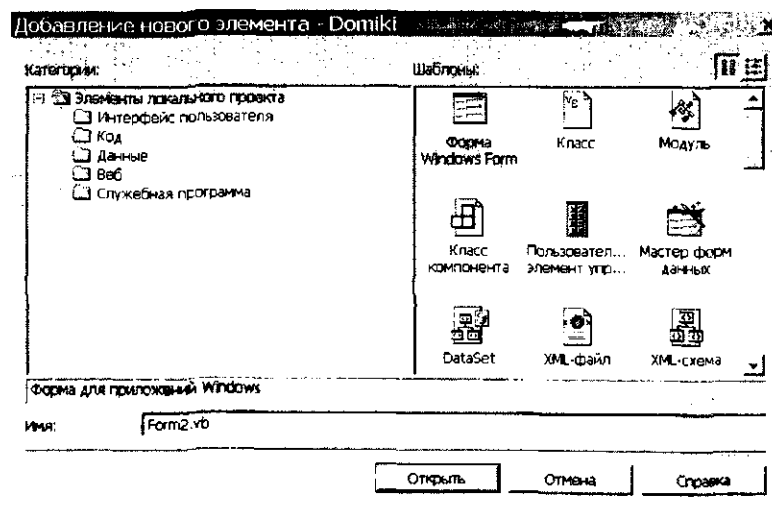 Добавление нового элемента - Domiki
Категории:
Шаблоны:
Элементы локального проекта
Интерфейс пользователя
Код
Данные
Веб
Служебная программа
Форма
Windows Form
Класс
Модуль
Класс
компонента
Пользовател...
элемент упр...
Мастер форм
данных
DataSet
XML-файл
XML-схема
Форма для приложений Windows
Имя:
Form2.vb
Открыть
Отмена
Справка